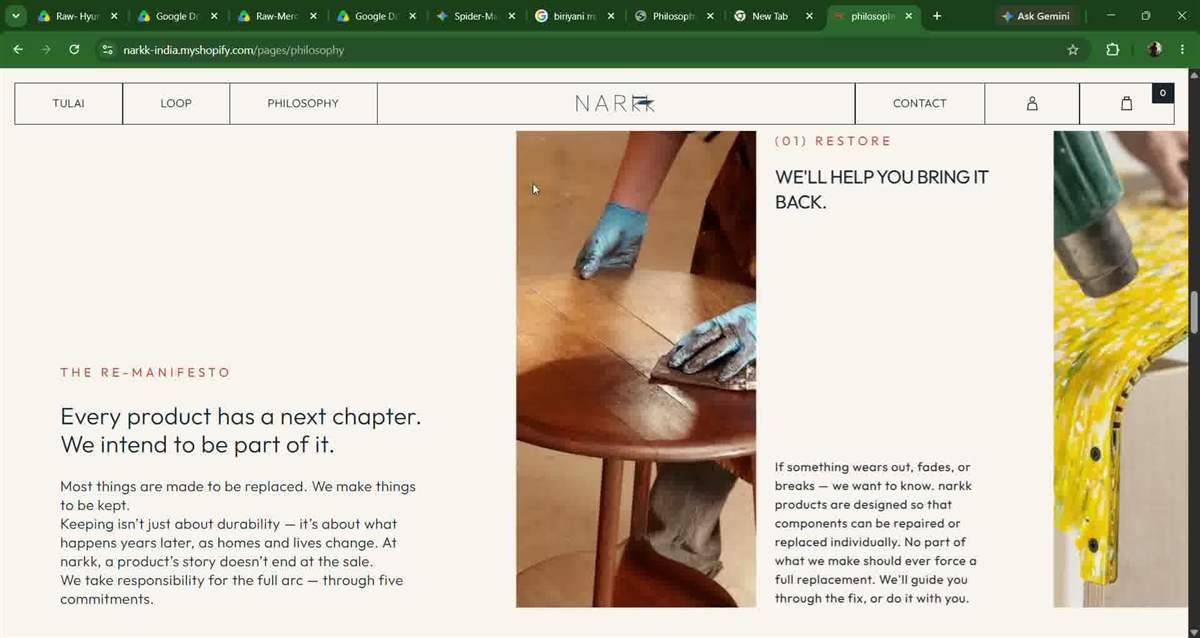 Raw- Hyun
Google Dr
Raw-Merc
Google Dr
Spider-Ma
biriyani m
Philosoph
New Tab
philosoph
Ask Gemini
narkk-india.myshopify.com/pages/philosophy
TULAI
LOOP
PHILOSOPHY
NARKK
CONTACT
0
THE RE-MANIFESTO
Every product has a next chapter.
We intend to be part of it.
Most things are made to be replaced. We make things
to be kept.
Keeping isn't just about durability — it's about what
happens years later, as homes and lives change. At
narkk, a product's story doesn't end at the sale.
We take responsibility for the full arc — through five
commitments.
(01) RESTORE
WE'LL HELP YOU BRING IT
BACK.
If something wears out, fades, or
breaks — we want to know. narkk
products are designed so that
components can be repaired or
replaced individually. No part of
what we make should ever force a
full replacement. We'll guide you
through the fix, or do it with you.